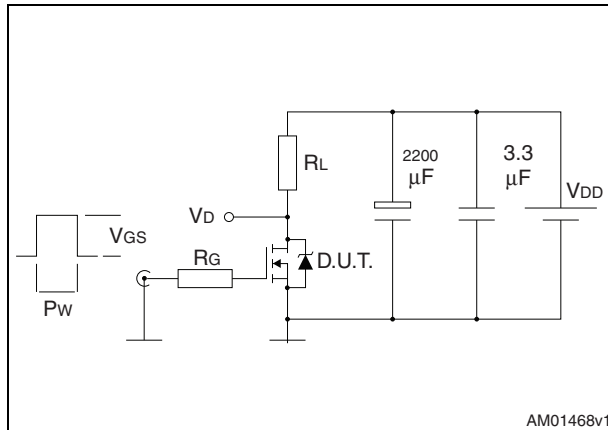 RL
2200
μF
3.3
μF
VDD
VD
VGS
RG
D.U.T.
PW
AM01468v1